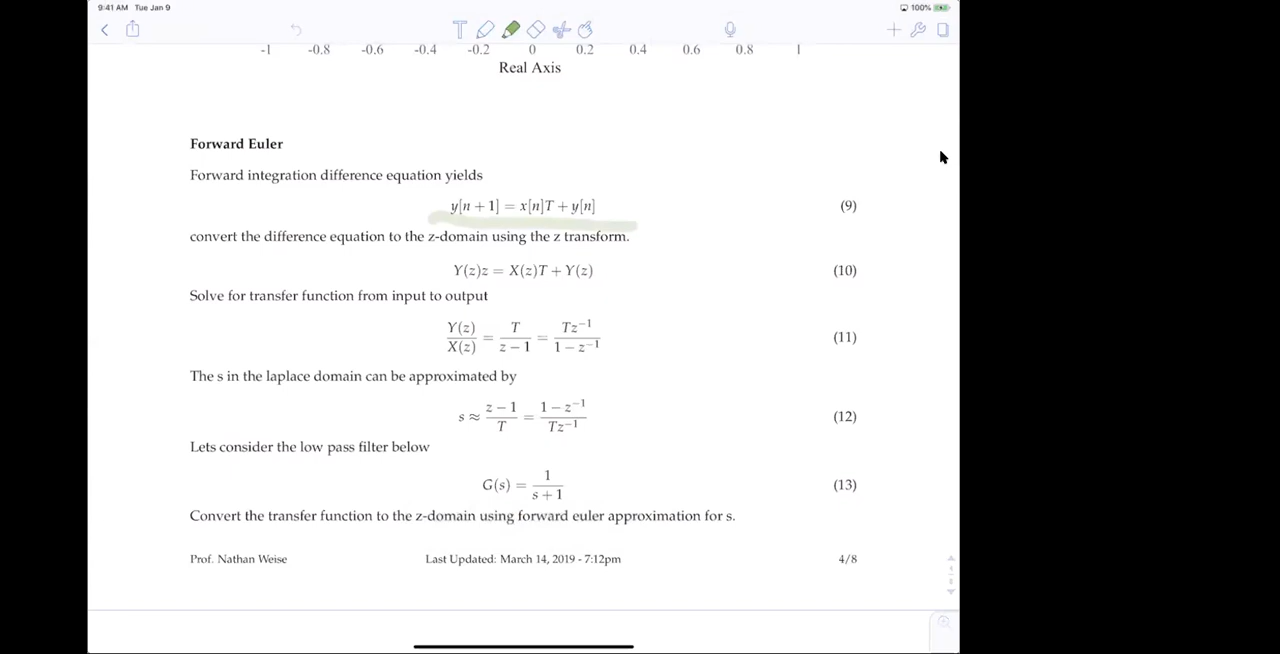 9:41 AM Tue Jan 9 100%
-1 -0.8 -0.6 -0.4 -0.2 0 0.2 0.4 0.6 0.8 1
Real Axis
Forward Euler
Forward integration difference equation yields
y[n + 1] = x[n]T + y[n] (9)
convert the difference equation to the z-domain using the z transform.
Y(z)z = X(z)T + Y(z) (10)
Solve for transfer function from input to output
Y(z)/X(z) = T/(z − 1) = Tz⁻¹/(1 − z⁻¹) (11)
The s in the laplace domain can be approximated by
s ≈ (z − 1)/T = (1 − z⁻¹)/(Tz⁻¹) (12)
Lets consider the low pass filter below
G(s) = 1/(s + 1) (13)
Convert the transfer function to the z-domain using forward euler approximation for s.
Prof. Nathan Weise Last Updated: March 14, 2019 - 7:12pm 4/8